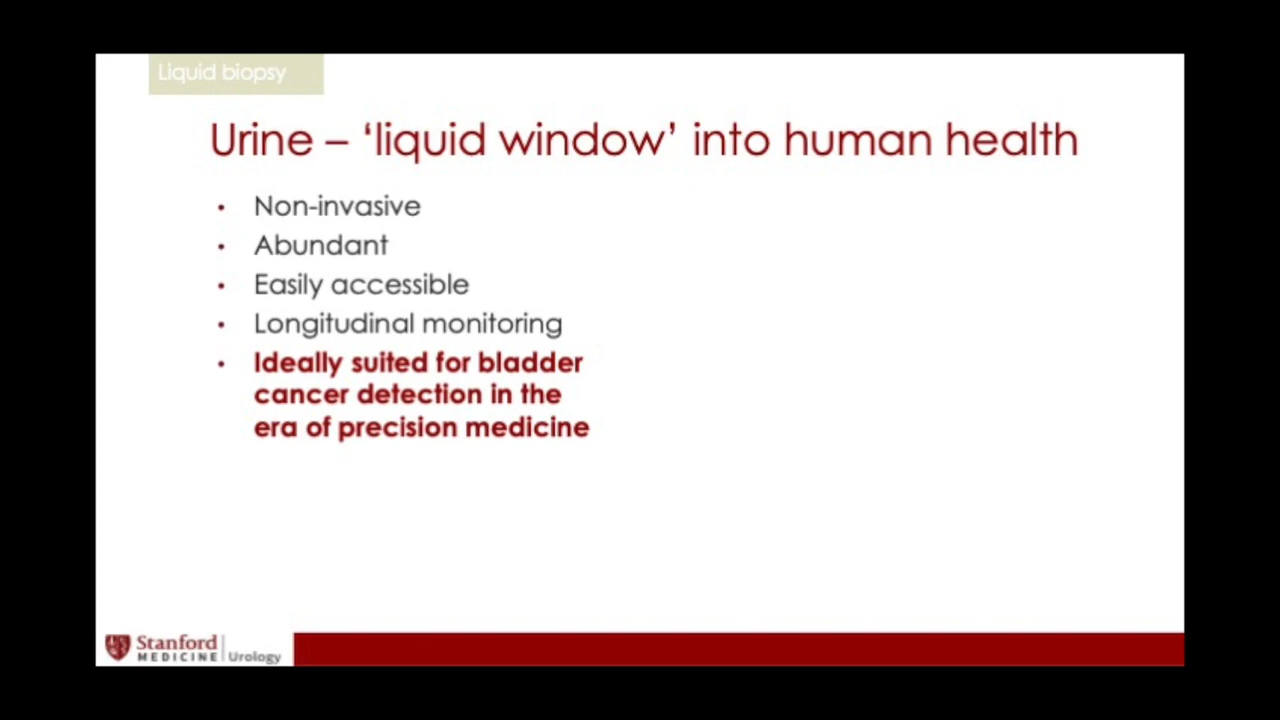 Liquid biopsy
Urine – ‘liquid window’ into human health
• Non-invasive
• Abundant
• Easily accessible
• Longitudinal monitoring
• Ideally suited for bladder
cancer detection in the
era of precision medicine
Stanford
MEDICINE Urology